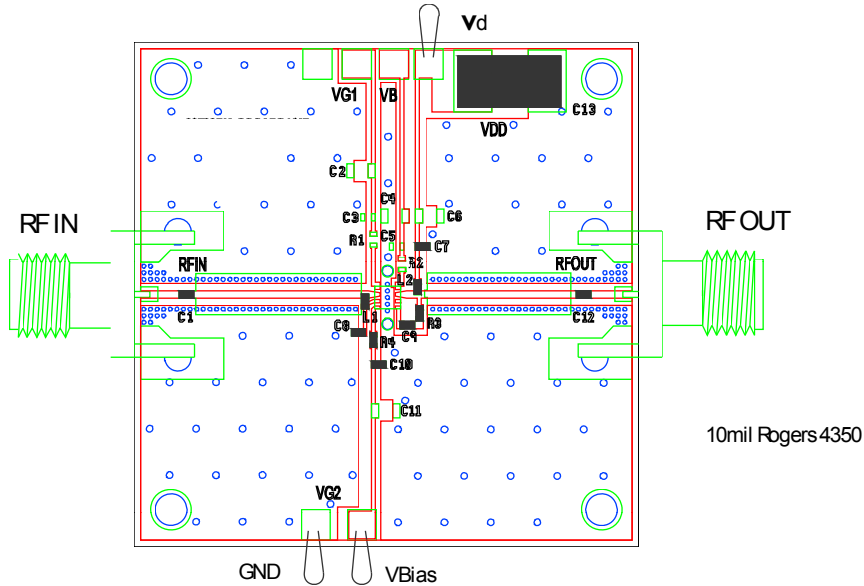 Vd
VG1
VB
VDD
C13
C2
C3
C4
C6
R1
C5
C7
R2
L2
RF IN
RF OUT
RFIN
RFOUT
C1
C12
L1
R3
C8
C9
R4
C10
C11
10mil Rogers 4350
VG2
GND
VBias